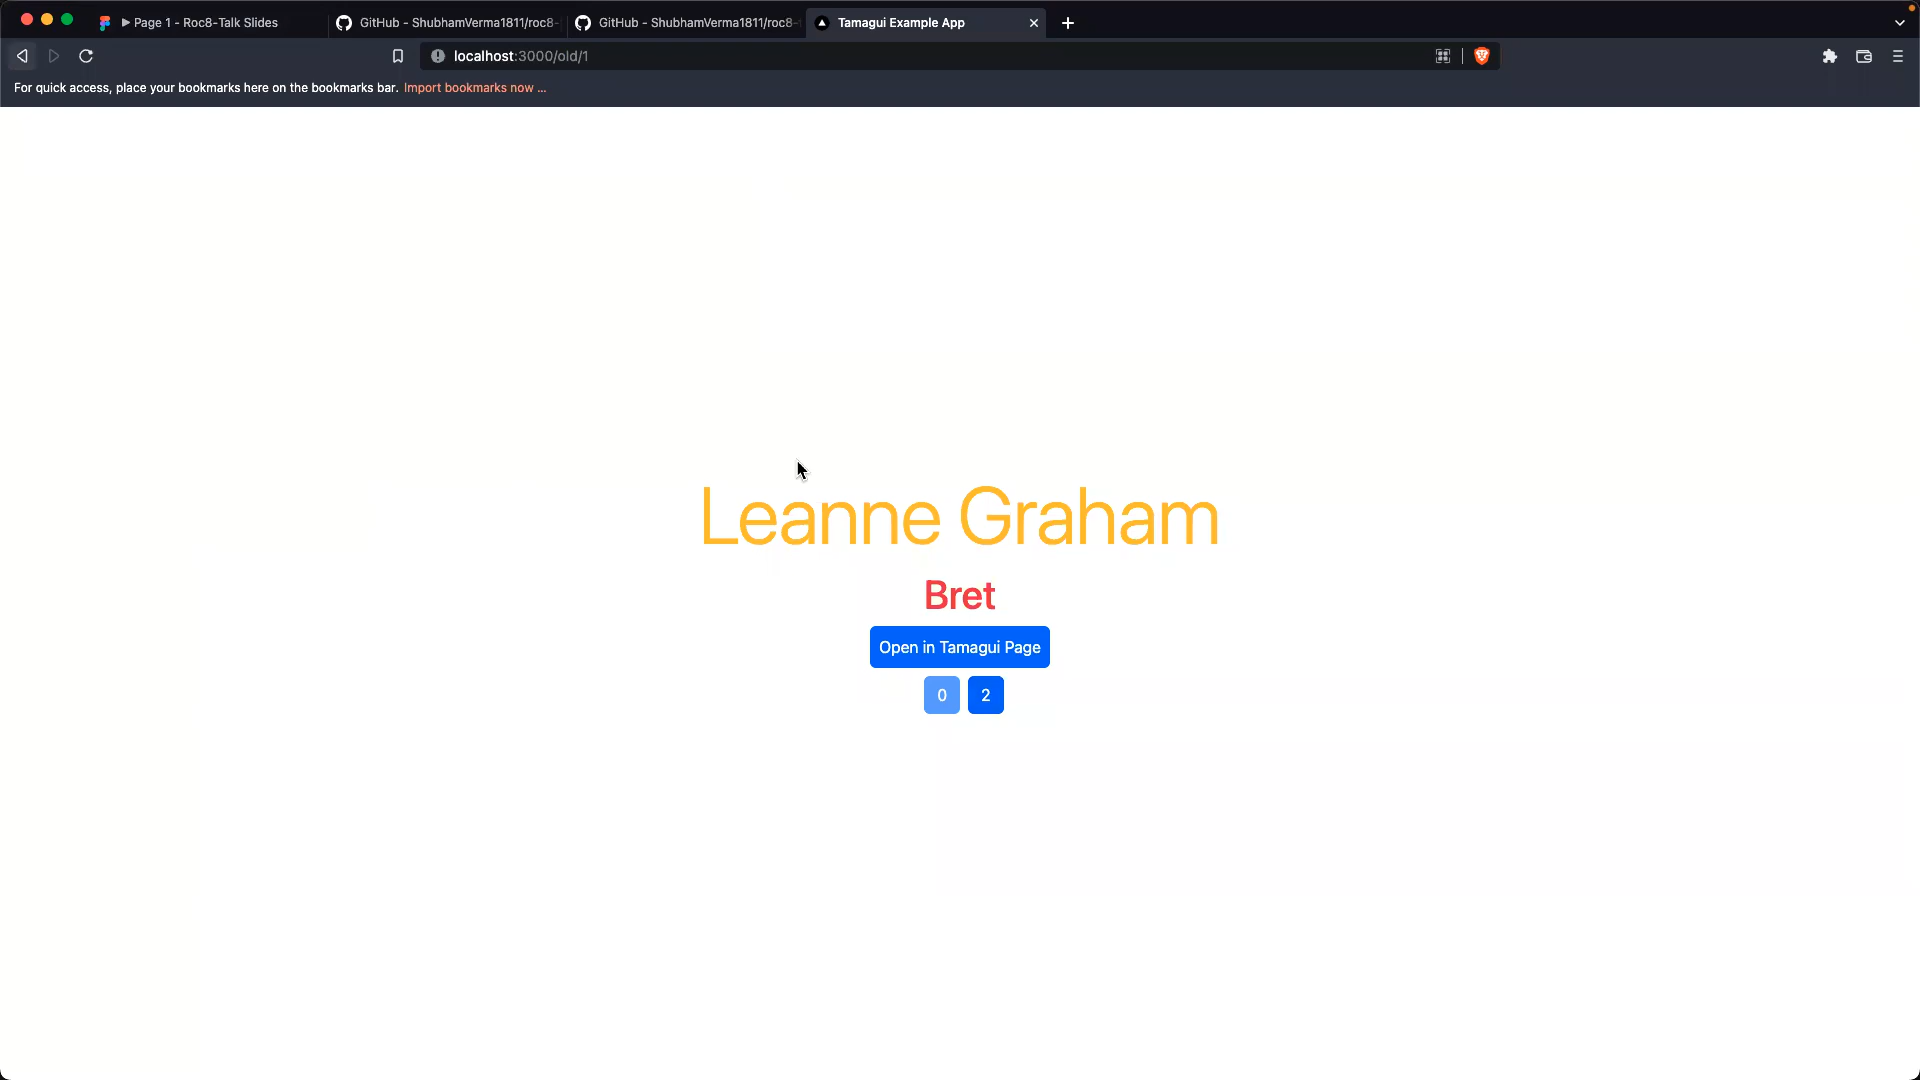 Page 1 - Roc8-Talk Slides
GitHub - ShubhamVerma1811/roc8-
GitHub - ShubhamVerma1811/roc8-
Tamagui Example App
localhost:3000/old/1
For quick access, place your bookmarks here on the bookmarks bar. Import bookmarks now ...
Leanne Graham
Bret
Open in Tamagui Page
0 2